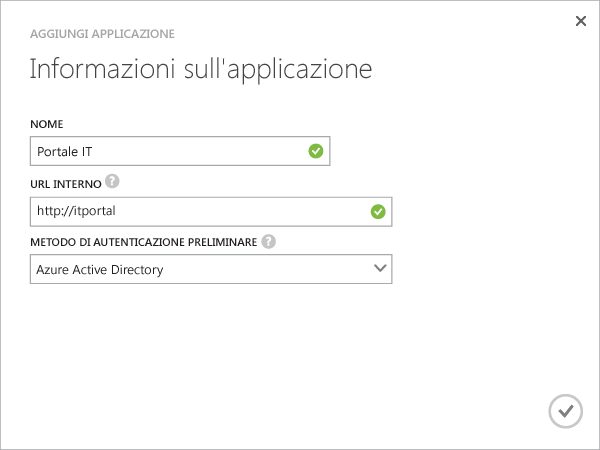 AGGIUNGI APPLICAZIONE
Informazioni sull'applicazione
NOME
Portale IT
URL INTERNO ?
http://itportal
METODO DI AUTENTICAZIONE PRELIMINARE ?
Azure Active Directory